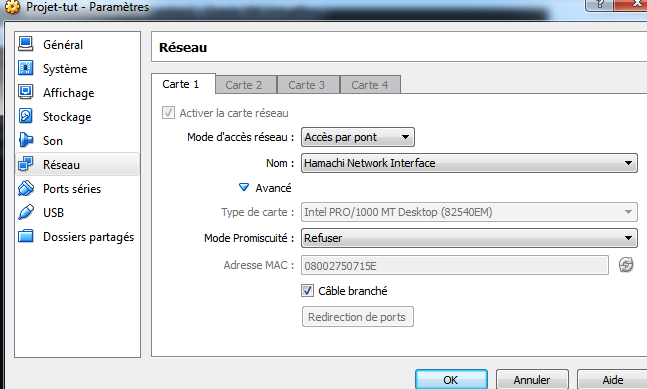 Projet-tut - Paramètres
?
Général
Système
Affichage
Stockage
Son
Réseau
Ports séries
USB
Dossiers partagés
Réseau
Carte 1 Carte 2 Carte 3 Carte 4
Activer la carte réseau
Mode d'accès réseau : Accès par pont
Nom : Hamachi Network Interface
Avancé
Type de carte : Intel PRO/1000 MT Desktop (82540EM)
Mode Promiscuité : Refuser
Adresse MAC : 08002750715E
Câble branché
Redirection de ports
OK Annuler Aide